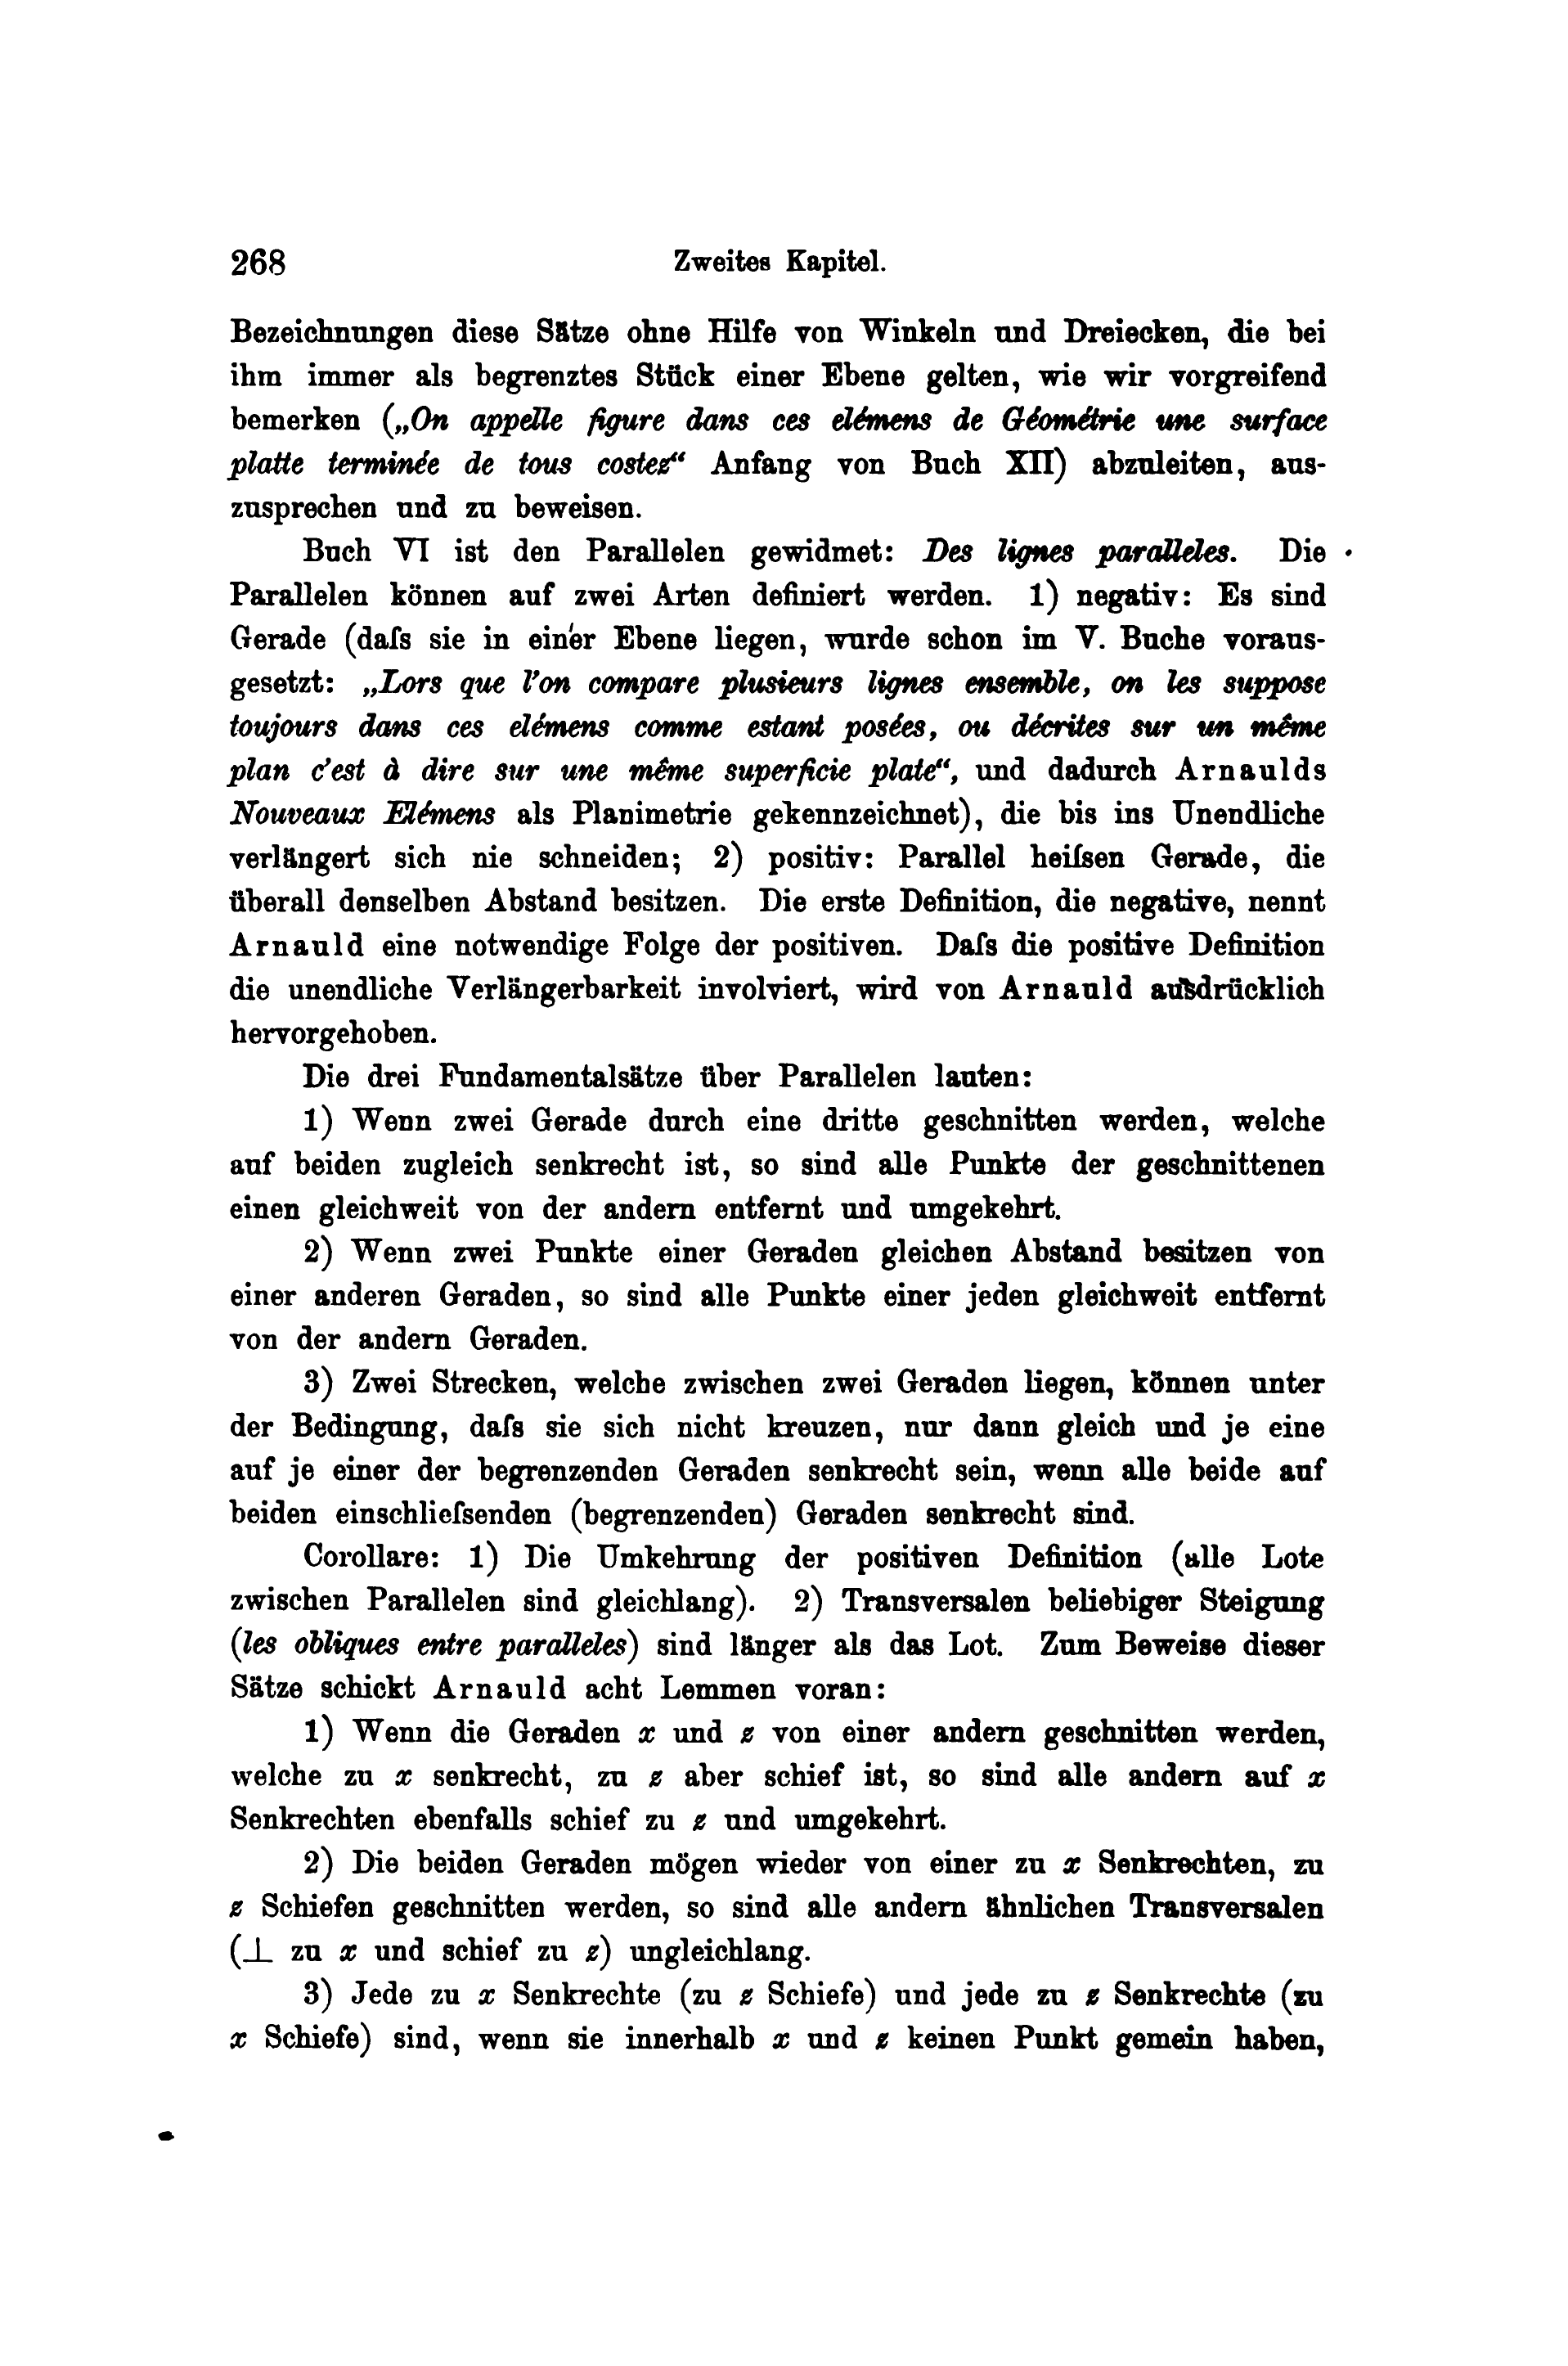 268 Zweites Kapitel.
Bezeichnungen diese Sätze ohne Hilfe von Winkeln und Dreiecken, die bei
ihm immer als begrenztes Stück einer Ebene gelten, wie wir vorgreifend
bemerken („On appelle figure dans ces elémens de Géométrie une surface
platte terminée de tous costez“ Anfang von Buch XII) abzuleiten, aus-
zusprechen und zu beweisen.
Buch VI ist den Parallelen gewidmet: Des lignes paralleles. Die
Parallelen können auf zwei Arten definiert werden. 1) negativ: Es sind
Gerade (daſs sie in einer Ebene liegen, wurde schon im V. Buche voraus-
gesetzt: „Lors que l'on compare plusieurs lignes ensemble, on les suppose
toujours dans ces elémens comme estant posées, ou décrites sur un même
plan c'est à dire sur une même superficie plate“, und dadurch Arnaulds
Nouveaux Elémens als Planimetrie gekennzeichnet), die bis ins Unendliche
verlängert sich nie schneiden; 2) positiv: Parallel heiſsen Gerade, die
überall denselben Abstand besitzen. Die erste Definition, die negative, nennt
Arnauld eine notwendige Folge der positiven. Daſs die positive Definition
die unendliche Verlängerbarkeit involviert, wird von Arnauld ausdrücklich
hervorgehoben.
Die drei Fundamentalsätze über Parallelen lauten:
1) Wenn zwei Gerade durch eine dritte geschnitten werden, welche
auf beiden zugleich senkrecht ist, so sind alle Punkte der geschnittenen
einen gleichweit von der andern entfernt und umgekehrt.
2) Wenn zwei Punkte einer Geraden gleichen Abstand besitzen von
einer anderen Geraden, so sind alle Punkte einer jeden gleichweit entfernt
von der andern Geraden.
3) Zwei Strecken, welche zwischen zwei Geraden liegen, können unter
der Bedingung, daſs sie sich nicht kreuzen, nur dann gleich und je eine
auf je einer der begrenzenden Geraden senkrecht sein, wenn alle beide auf
beiden einschlieſsenden (begrenzenden) Geraden senkrecht sind.
Corollare: 1) Die Umkehrung der positiven Definition (alle Lote
zwischen Parallelen sind gleichlang). 2) Transversalen beliebiger Steigung
(les obliques entre paralleles) sind länger als das Lot. Zum Beweise dieser
Sätze schickt Arnauld acht Lemmen voran:
1) Wenn die Geraden x und z von einer andern geschnitten werden,
welche zu x senkrecht, zu z aber schief ist, so sind alle andern auf x
Senkrechten ebenfalls schief zu z und umgekehrt.
2) Die beiden Geraden mögen wieder von einer zu x Senkrechten, zu
z Schiefen geschnitten werden, so sind alle andern ähnlichen Transversalen
(⊥ zu x und schief zu z) ungleichlang.
3) Jede zu x Senkrechte (zu z Schiefe) und jede zu z Senkrechte (zu
x Schiefe) sind, wenn sie innerhalb x und z keinen Punkt gemein haben,